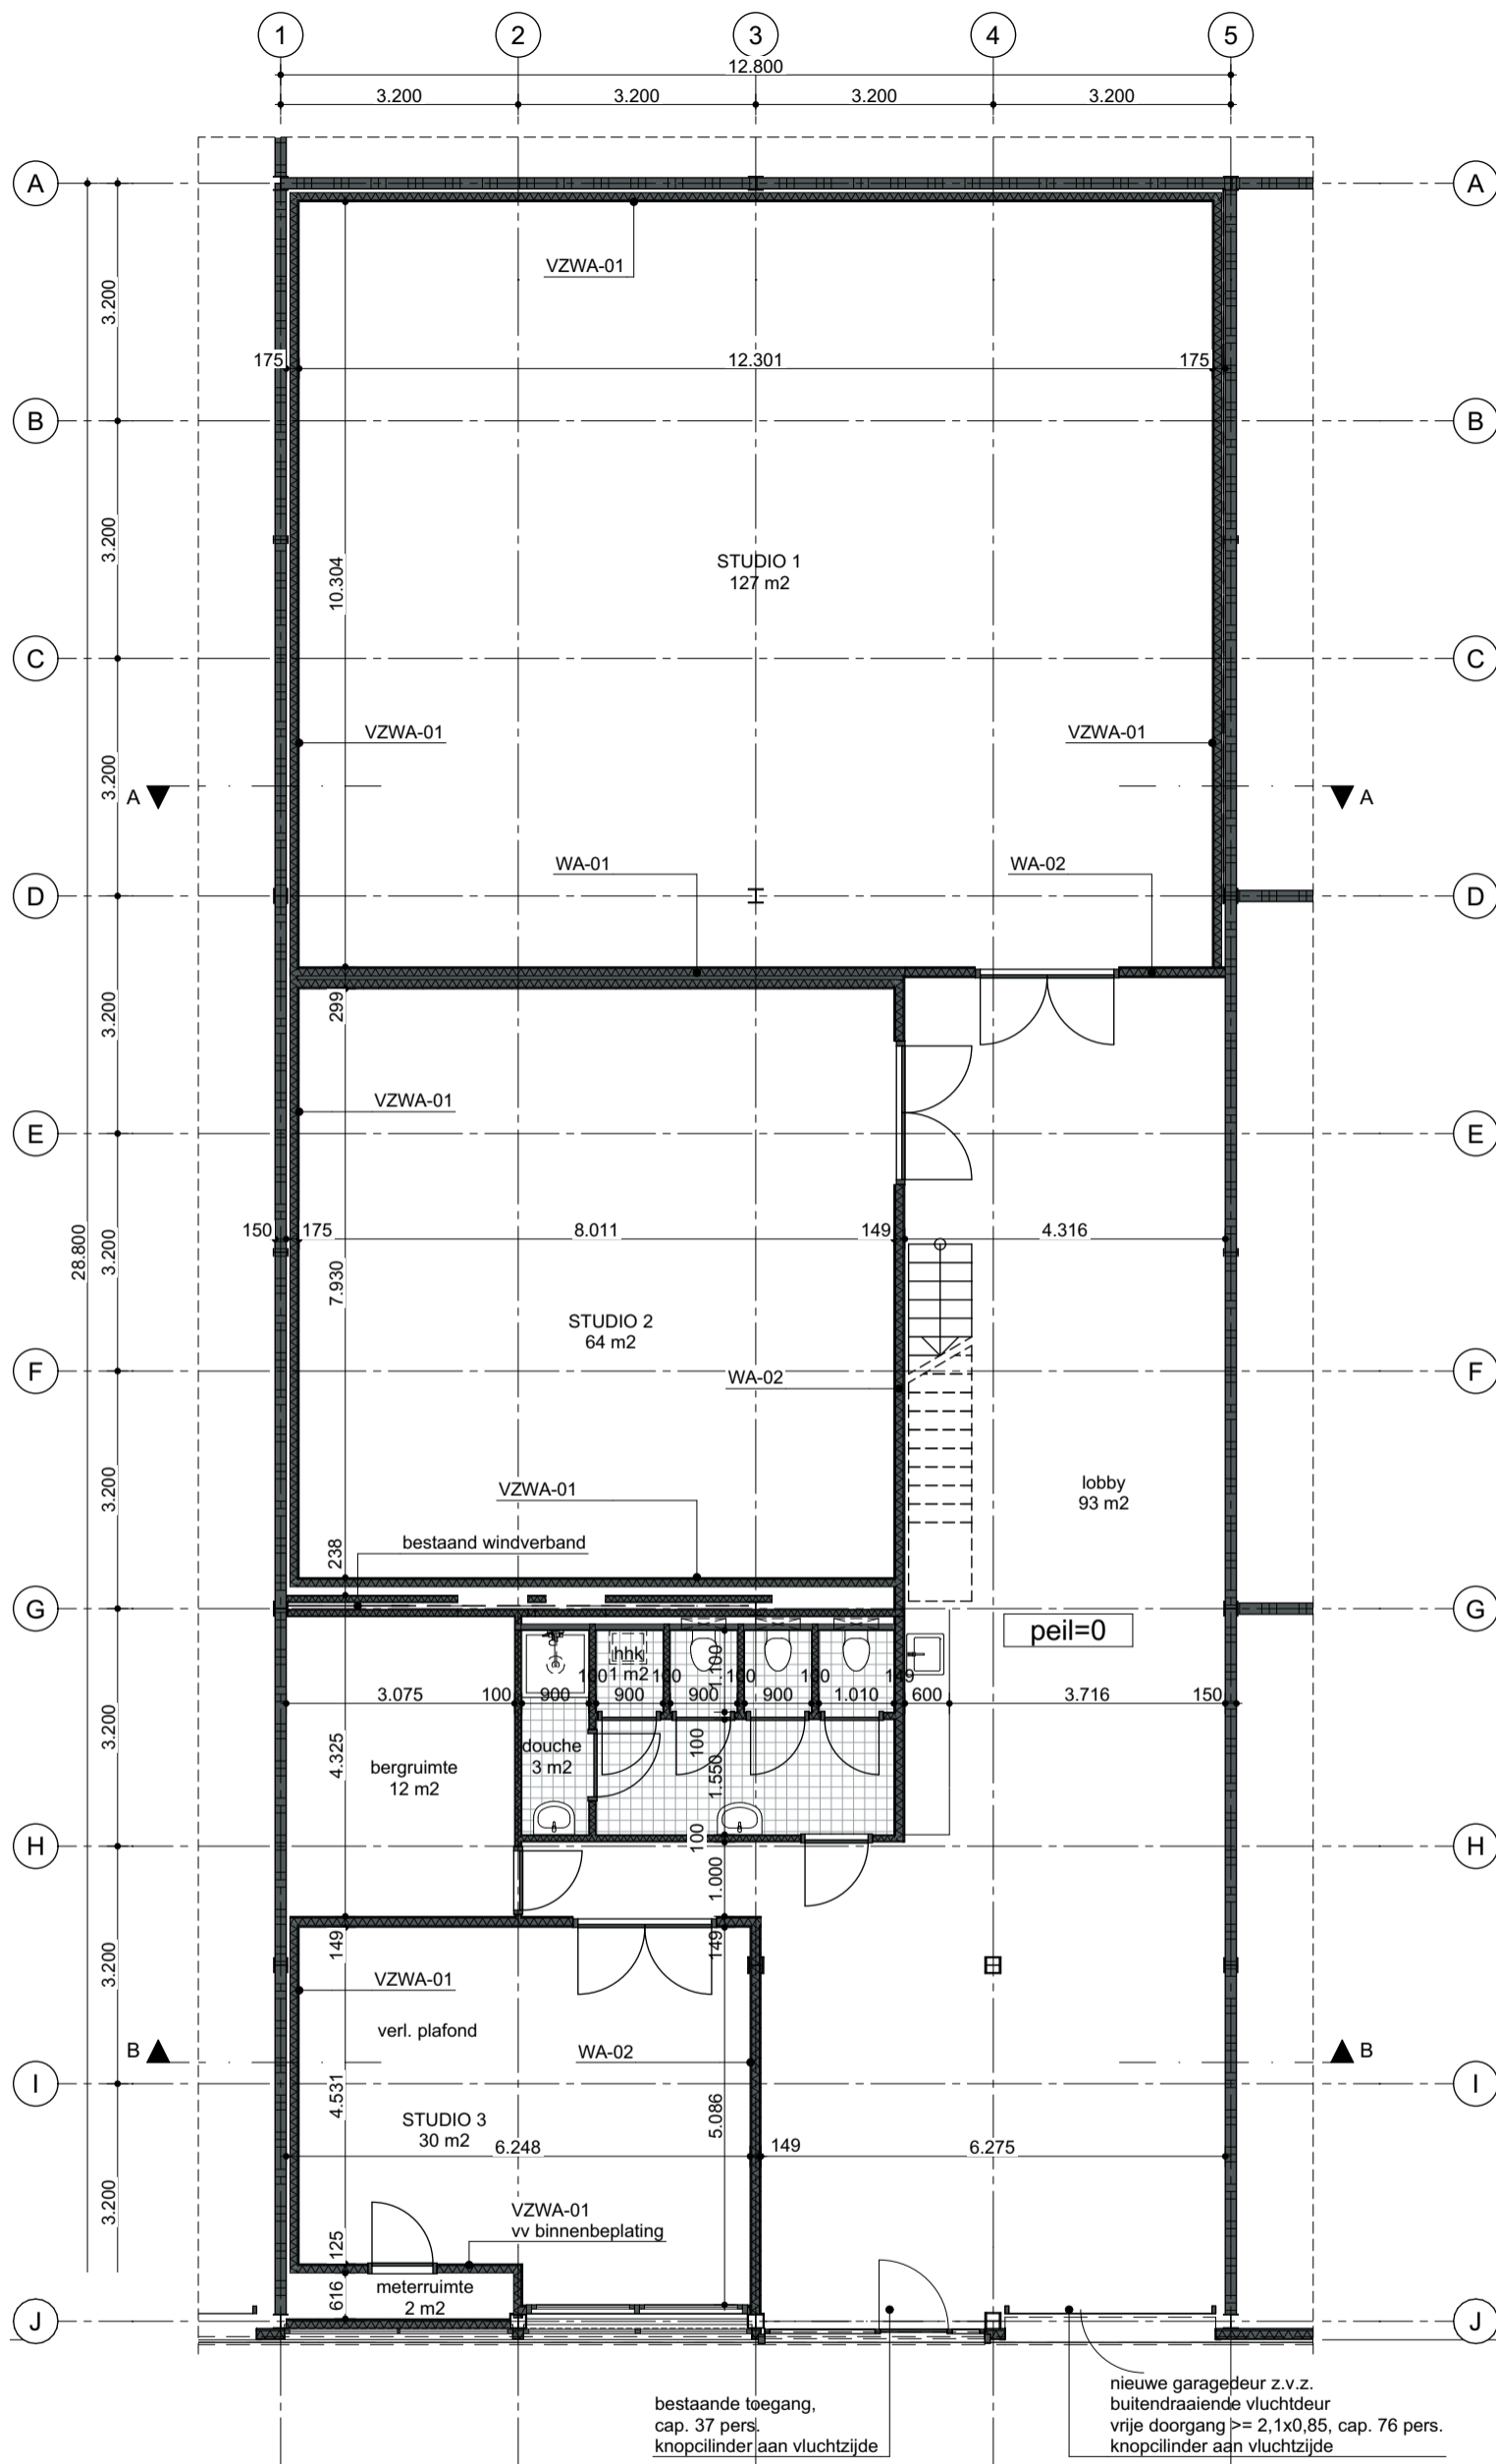 1 2 3 4 5
12.800
3.200 3.200 3.200 3.200
A A
VZWA-01
3.200
175 12.301 175
B B
3.200
10.304
STUDIO 1
127 m2
C C
VZWA-01 VZWA-01
3.200
A A
WA-01 WA-02
D D
299
3.200
VZWA-01
E E
28.800
3.200
150 175 8.011 149 4.316
7.930
STUDIO 2
64 m2
F F
WA-02
3.200
lobby
93 m2
VZWA-01
bestaand windverband
238
G G
peil=0
hhk
1 m2
1.100
100 100 100 100 149
3.075 100 900 900 900 900 1.010 600 3.716 150
3.200
4.325
100
douche
3 m2
1.550
bergruimte
12 m2
100
H H
1.000
149 149
3.200
VZWA-01
verl. plafond
B B
WA-02
I I
4.531
5.086
STUDIO 3
30 m2
6.248 149 6.275
3.200
VZWA-01
vv binnenbeplating
125
616
meterruimte
2 m2
J J
bestaande toegang,
cap. 37 pers.
knopcilinder aan vluchtzijde
nieuwe garagedeur z.v.z.
buitendraaiende vluchtdeur
vrije doorgang >= 2,1x0,85, cap. 76 pers.
knopcilinder aan vluchtzijde